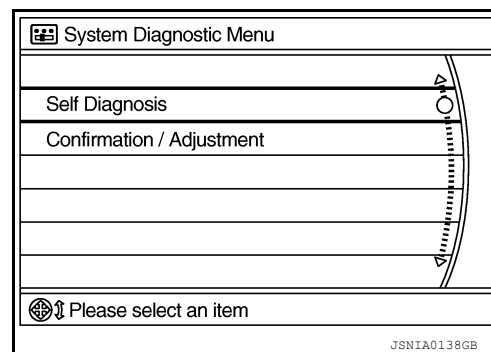 System Diagnostic Menu
Self Diagnosis
Confirmation / Adjustment
Please select an item
JSNIA0138GB